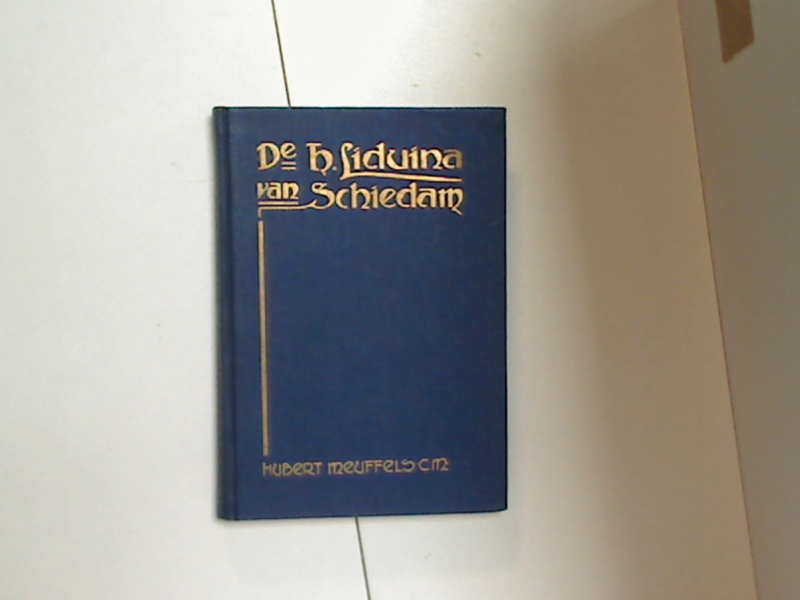 De H. Liduina
van Schiedam
HUBERT MEUFFELS C.M